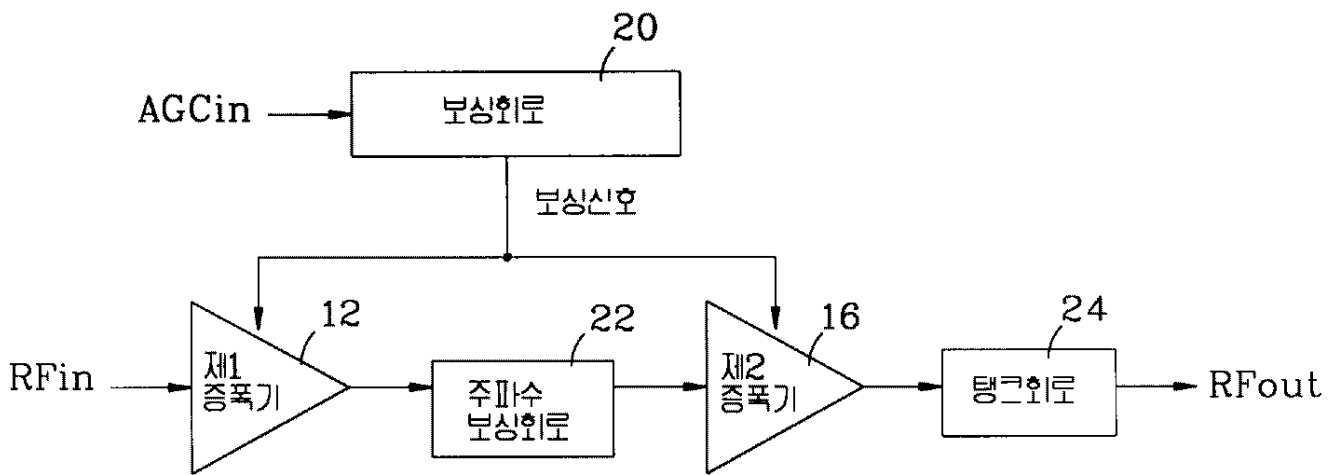 20
AGCin
보상회로
보상신호
12
22
16
24
RFin
제1
증폭기
주파수
보상회로
제2
증폭기
탱크회로
RFout